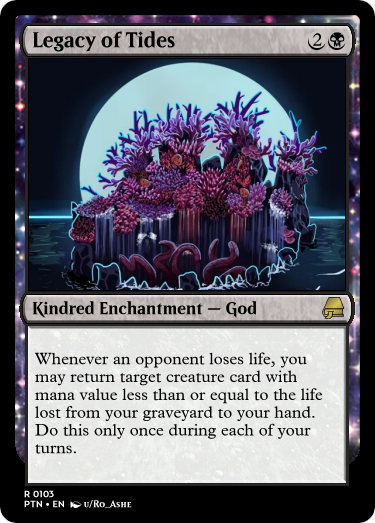 Legacy of Tides 2
Kindred Enchantment — God
Whenever an opponent loses life, you
may return target creature card with
mana value less than or equal to the life
lost from your graveyard to your hand.
Do this only once during each of your
turns.
R 0103
PTN • EN u/Ro_Ashe